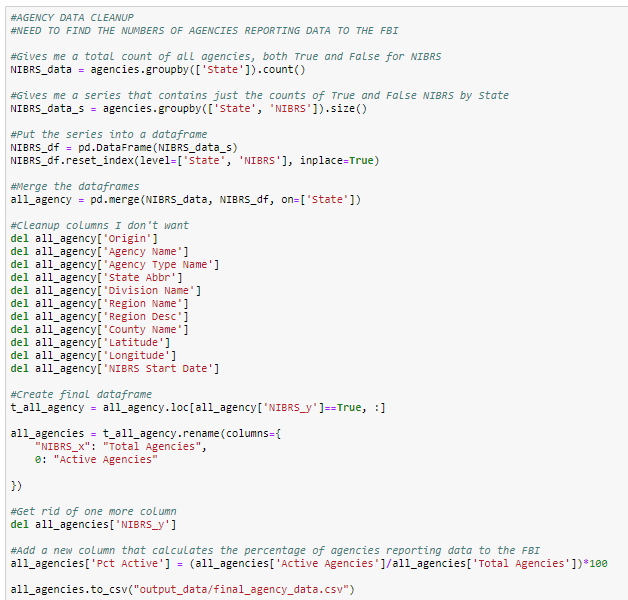 #AGENCY DATA CLEANUP
#NEED TO FIND THE NUMBERS OF AGENCIES REPORTING DATA TO THE FBI

#Gives me a total count of all agencies, both True and False for NIBRS
NIBRS_data = agencies.groupby(['State']).count()

#Gives me a series that contains just the counts of True and False NIBRS by State
NIBRS_data_s = agencies.groupby(['State', 'NIBRS']).size()

#Put the series into a dataframe
NIBRS_df = pd.DataFrame(NIBRS_data_s)
NIBRS_df.reset_index(level=['State', 'NIBRS'], inplace=True)

#Merge the dataframes
all_agency = pd.merge(NIBRS_data, NIBRS_df, on=['State'])

#Cleanup columns I don't want
del all_agency['Origin']
del all_agency['Agency Name']
del all_agency['Agency Type Name']
del all_agency['State Abbr']
del all_agency['Division Name']
del all_agency['Region Name']
del all_agency['Region Desc']
del all_agency['County Name']
del all_agency['Latitude']
del all_agency['Longitude']
del all_agency['NIBRS Start Date']

#Create final dataframe
t_all_agency = all_agency.loc[all_agency['NIBRS_y']==True, :]

all_agencies = t_all_agency.rename(columns={
    "NIBRS_x": "Total Agencies",
    0: "Active Agencies"

})

#Get rid of one more column
del all_agencies['NIBRS_y']

#Add a new column that calculates the percentage of agencies reporting data to the FBI
all_agencies['Pct Active'] = (all_agencies['Active Agencies']/all_agencies['Total Agencies'])*100

all_agencies.to_csv("output_data/final_agency_data.csv")